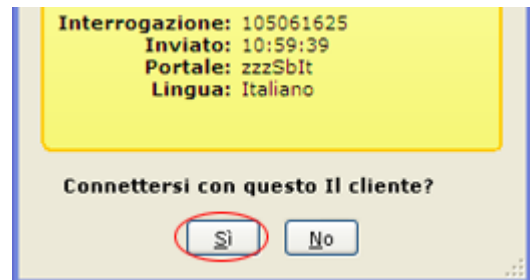 Interrogazione: 105061625
Inviato: 10:59:39
Portale: zzzSbIt
Lingua: Italiano
Connettersi con questo Il cliente?
Sì No